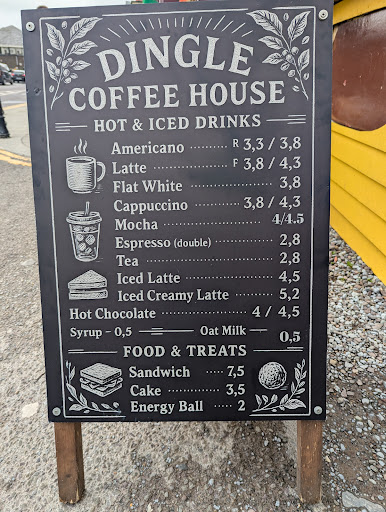 DINGLE
COFFEE HOUSE
HOT & ICED DRINKS
Americano R 3,3 / 3,8
Latte F 3,8 / 4,3
Flat White 3,8
Cappuccino 3,8 / 4,3
Mocha 4/4.5
Espresso (double) 2,8
Tea 2,8
Iced Latte 4,5
Iced Creamy Latte 5,2
Hot Chocolate 4 / 4,5
Syrup - 0,5 Oat Milk 0,5
FOOD & TREATS
Sandwich 7,5
Cake 3,5
Energy Ball 2